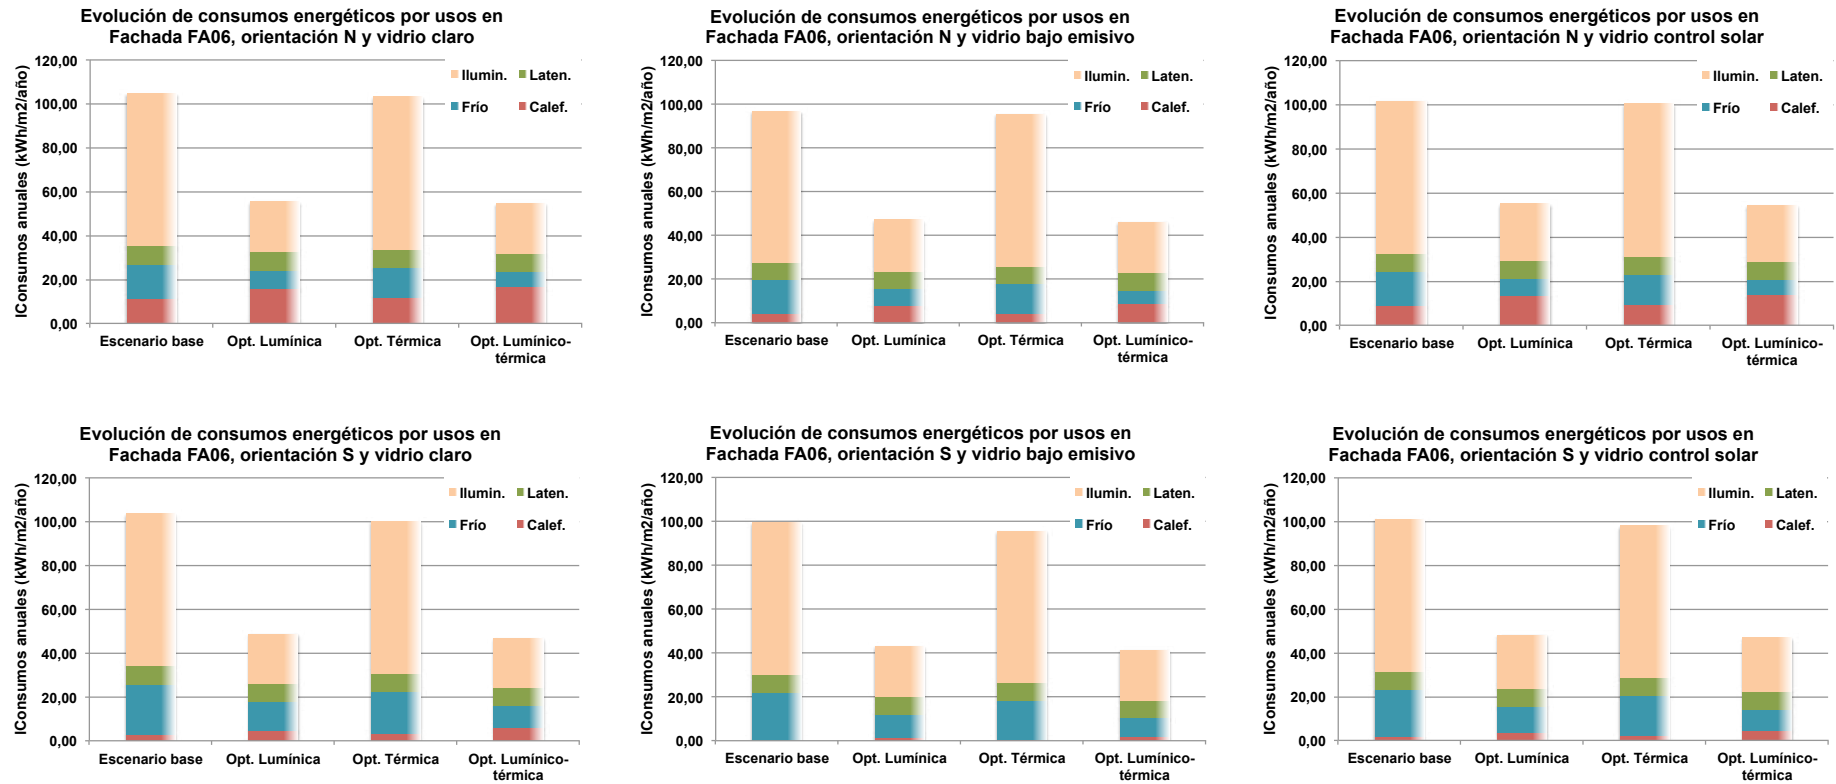 Evolución de consumos energéticos por usos en
Fachada FA06, orientación N y vidrio claro
IConsumos anuales (kWh/m2/año)
120,00
100,00
80,00
60,00
40,00
20,00
0,00
Ilumin. Laten.
Frío Calef.
Escenario base Opt. Lumínica Opt. Térmica Opt. Lumínico-
térmica
Evolución de consumos energéticos por usos en
Fachada FA06, orientación N y vidrio bajo emisivo
IConsumos anuales (kWh/m2/año)
120,00
100,00
80,00
60,00
40,00
20,00
0,00
Ilumin. Laten.
Frío Calef.
Escenario base Opt. Lumínica Opt. Térmica Opt. Lumínico-
térmica
Evolución de consumos energéticos por usos en
Fachada FA06, orientación N y vidrio control solar
IConsumos anuales (kWh/m2/año)
120,00
100,00
80,00
60,00
40,00
20,00
0,00
Ilumin. Laten.
Frío Calef.
Escenario base Opt. Lumínica Opt. Térmica Opt. Lumínico-
térmica
Evolución de consumos energéticos por usos en
Fachada FA06, orientación S y vidrio claro
IConsumos anuales (kWh/m2/año)
120,00
100,00
80,00
60,00
40,00
20,00
0,00
Ilumin. Laten.
Frío Calef.
Escenario base Opt. Lumínica Opt. Térmica Opt. Lumínico-
térmica
Evolución de consumos energéticos por usos en
Fachada FA06, orientación S y vidrio bajo emisivo
IConsumos anuales (kWh/m2/año)
120,00
100,00
80,00
60,00
40,00
20,00
0,00
Ilumin. Laten.
Frío Calef.
Escenario base Opt. Lumínica Opt. Térmica Opt. Lumínico-
térmica
Evolución de consumos energéticos por usos en
Fachada FA06, orientación S y vidrio control solar
IConsumos anuales (kWh/m2/año)
120,00
100,00
80,00
60,00
40,00
20,00
0,00
Ilumin. Laten.
Frío Calef.
Escenario base Opt. Lumínica Opt. Térmica Opt. Lumínico-
térmica